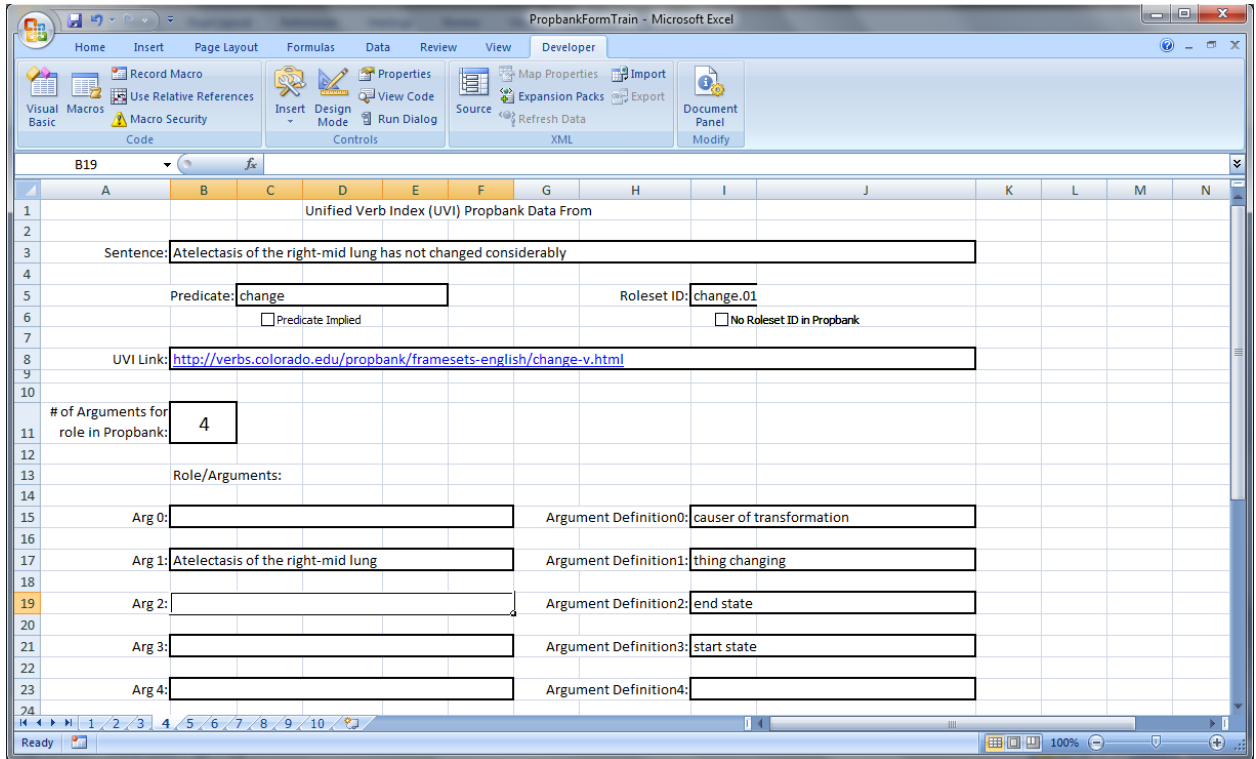 PropbankFormTrain - Microsoft Excel
Home Insert Page Layout Formulas Data Review View Developer
Visual Basic
Macros
Record Macro
Use Relative References
Macro Security
Code
Insert
Design Mode
Properties
View Code
Run Dialog
Controls
Source
Map Properties
Expansion Packs
Refresh Data
Import
Export
XML
Document Panel
Modify
B19 fx
A B C D E F G H I J K L M N
1 Unified Verb Index (UVI) Propbank Data From
2
3 Sentence: Atelectasis of the right-mid lung has not changed considerably
4
5 Predicate: change Roleset ID: change.01
6 Predicate Implied No Roleset ID in Propbank
7
8 UVI Link: http://verbs.colorado.edu/propbank/framesets-english/change-v.html
9
10
# of Arguments for
11 role in Propbank: 4
12
13 Role/Arguments:
14
15 Arg 0: Argument Definition0: causer of transformation
16
17 Arg 1: Atelectasis of the right-mid lung Argument Definition1: thing changing
18
19 Arg 2: Argument Definition2: end state
20
21 Arg 3: Argument Definition3: start state
22
23 Arg 4: Argument Definition4:
24
1 2 3 4 5 6 7 8 9 10
Ready 100%